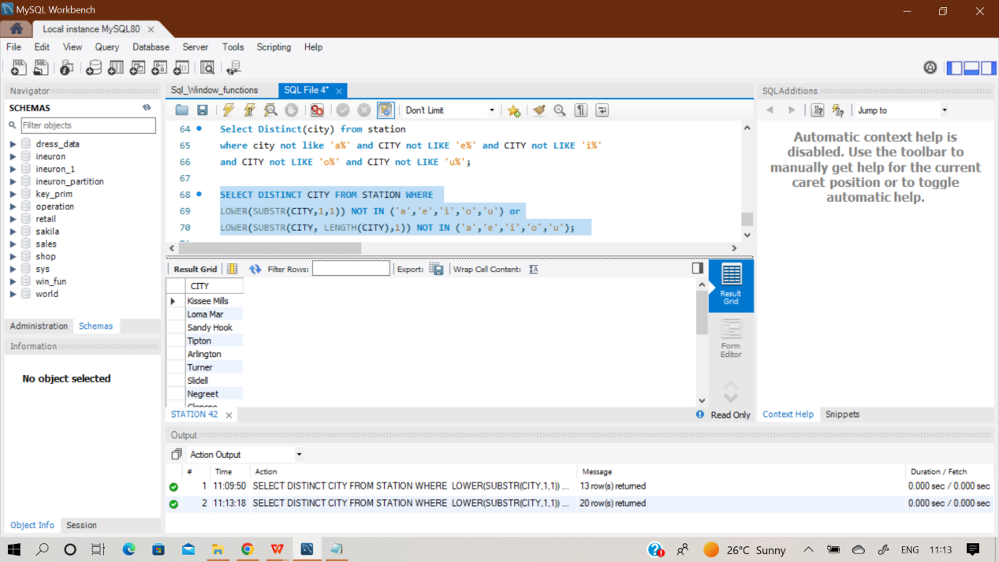 MySQL Workbench
Local instance MySQL80
File Edit View Query Database Server Tools Scripting Help
Navigator
SCHEMAS
Filter objects
dress_data
ineuron
ineuron_1
ineuron_partition
key_prim
operation
retail
sakila
sales
shop
sys
win_fun
world
Administration Schemas
Information
No object selected
Object Info Session
Sql_Window_functions SQL File 4*
Don't Limit
64 Select Distinct(city) from station
65 where city not like 'a%' and CITY not LIKE 'e%' and CITY not LIKE 'i%'
66 and CITY not LIKE 'o%' and CITY not LIKE 'u%';
67
68 SELECT DISTINCT CITY FROM STATION WHERE
69 LOWER(SUBSTR(CITY,1,1)) NOT IN ('a','e','i','o','u') or
70 LOWER(SUBSTR(CITY, LENGTH(CITY),1)) NOT IN ('a','e','i','o','u');
Result Grid Filter Rows: Export: Wrap Cell Content:
CITY
Kissee Mills
Loma Mar
Sandy Hook
Tipton
Arlington
Turner
Slidell
Negreet
Result Grid
Form Editor
STATION 42
Read Only
SQLAdditions
Jump to
Automatic context help is
disabled. Use the toolbar to
manually get help for the current
caret position or to toggle
automatic help.
Context Help Snippets
Output
Action Output
# Time Action Message Duration / Fetch
1 11:09:50 SELECT DISTINCT CITY FROM STATION WHERE LOWER(SUBSTR(CITY,1,1)) ... 13 row(s) returned 0.000 sec / 0.000 sec
2 11:13:18 SELECT DISTINCT CITY FROM STATION WHERE LOWER(SUBSTR(CITY,1,1)) ... 20 row(s) returned 0.000 sec / 0.000 sec
26°C Sunny ENG 11:13